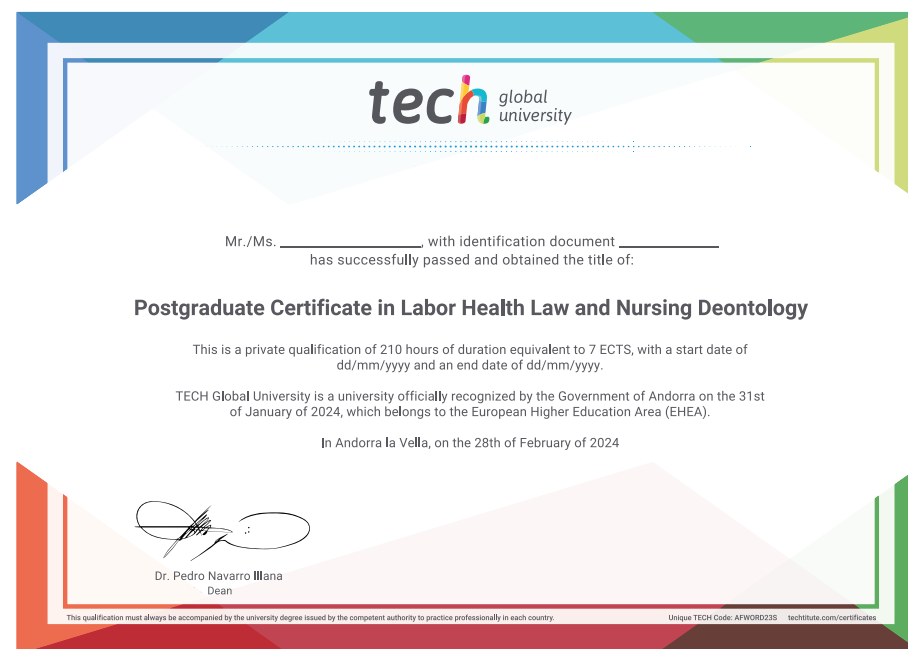 tech global
university
Mr./Ms. ____________, with identification document ____________
has successfully passed and obtained the title of:
Postgraduate Certificate in Labor Health Law and Nursing Deontology
This is a private qualification of 210 hours of duration equivalent to 7 ECTS, with a start date of
dd/mm/yyyy and an end date of dd/mm/yyyy.
TECH Global University is a university officially recognized by the Government of Andorra on the 31st
of January of 2024, which belongs to the European Higher Education Area (EHEA).
In Andorra la Vella, on the 28th of February of 2024
Dr. Pedro Navarro Illana
Dean
This qualification must always be accompanied by the university degree issued by the competent authority to practice professionally in each country.
Unique TECH Code: AFWORD23S techtitute.com/certificates